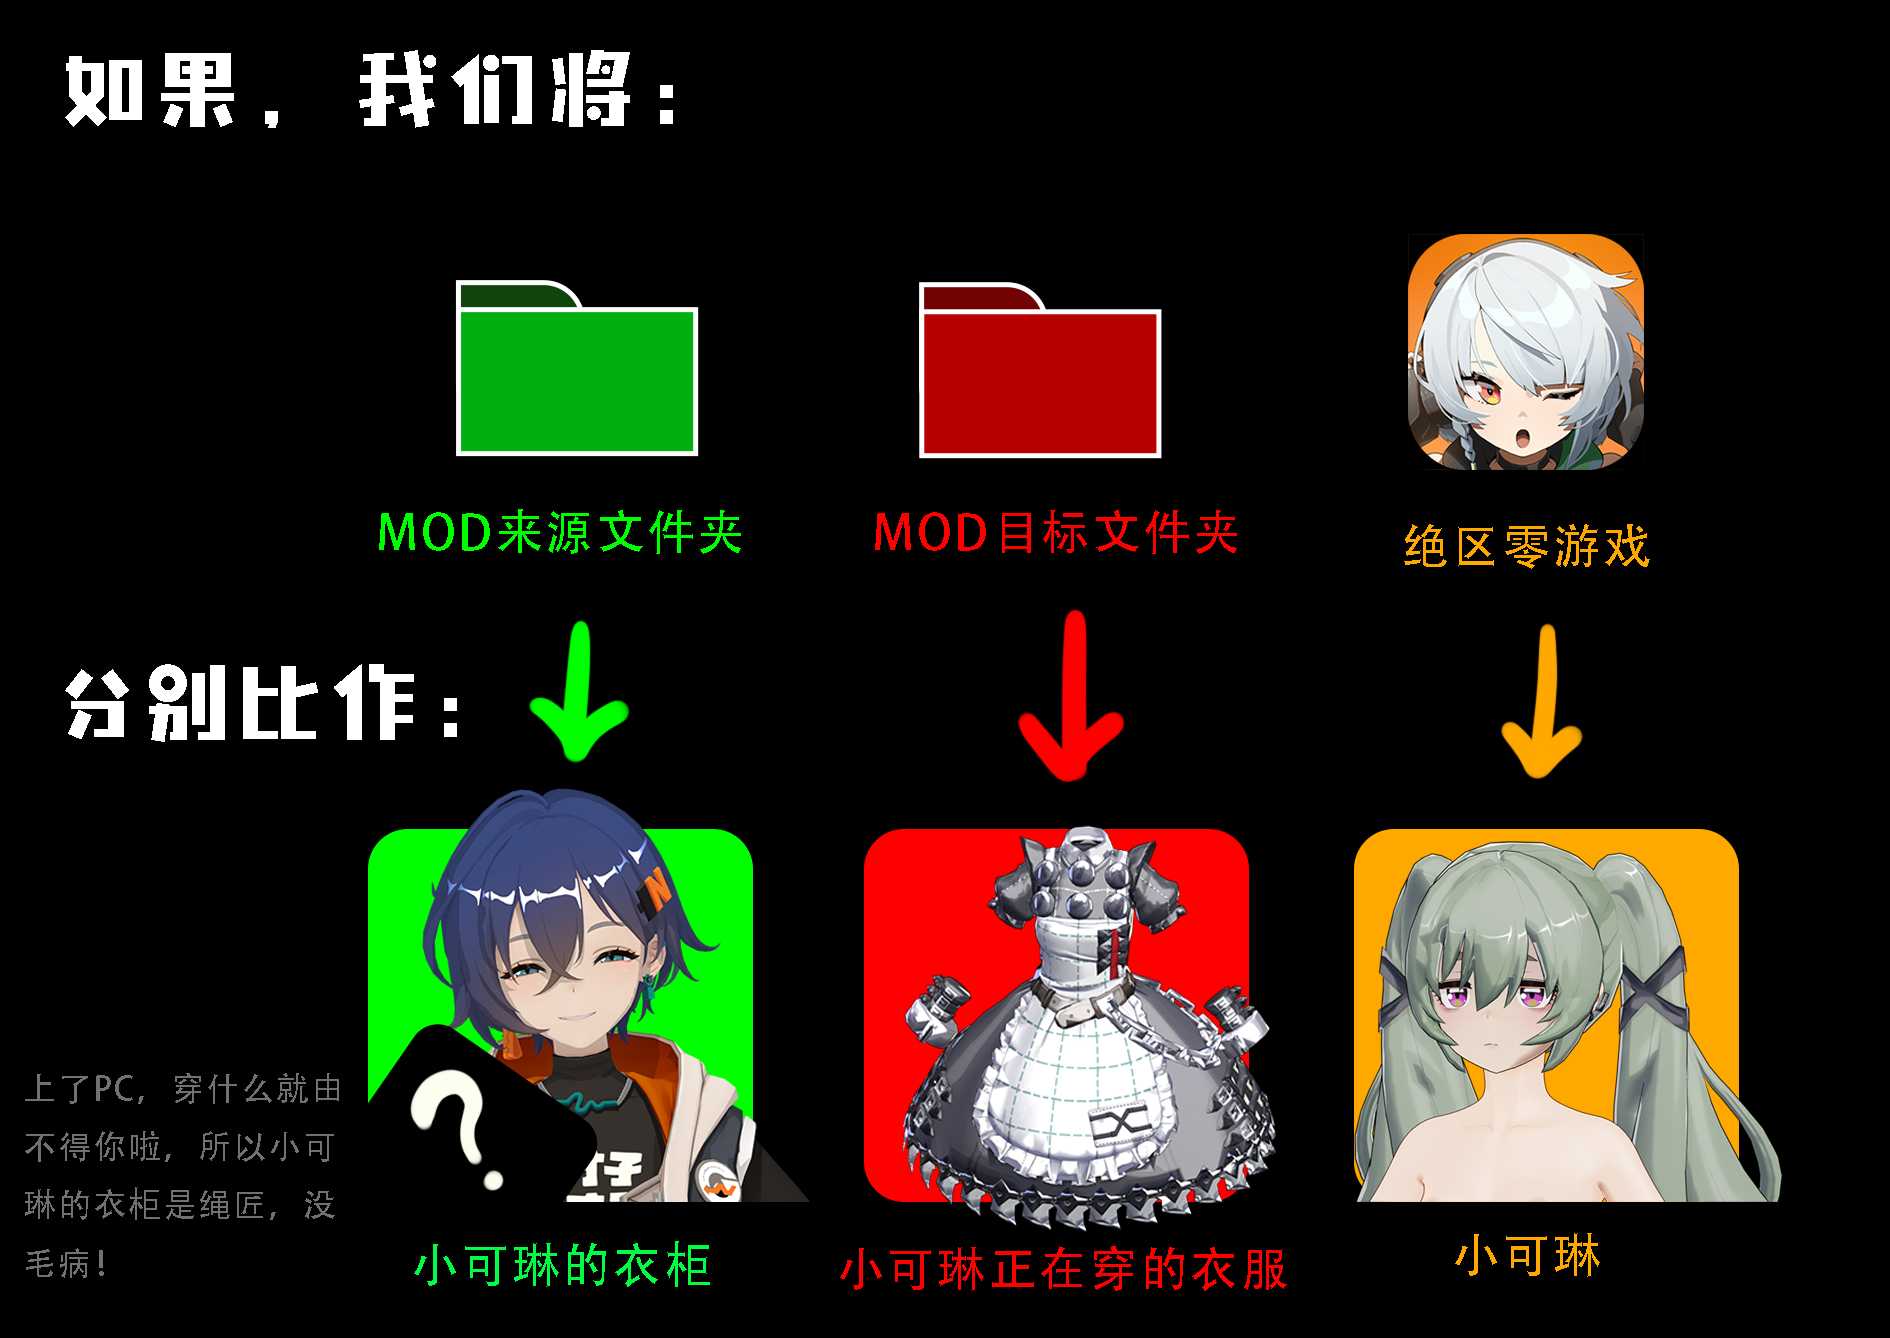 如果，我们将：
MOD来源文件夹
MOD目标文件夹
绝区零游戏
分别比作：
N
?
仔
上了PC，穿什么就由
不得你啦，所以小可
琳的衣柜是绳匠，没
毛病！
小可琳的衣柜
小可琳正在穿的衣服
小可琳